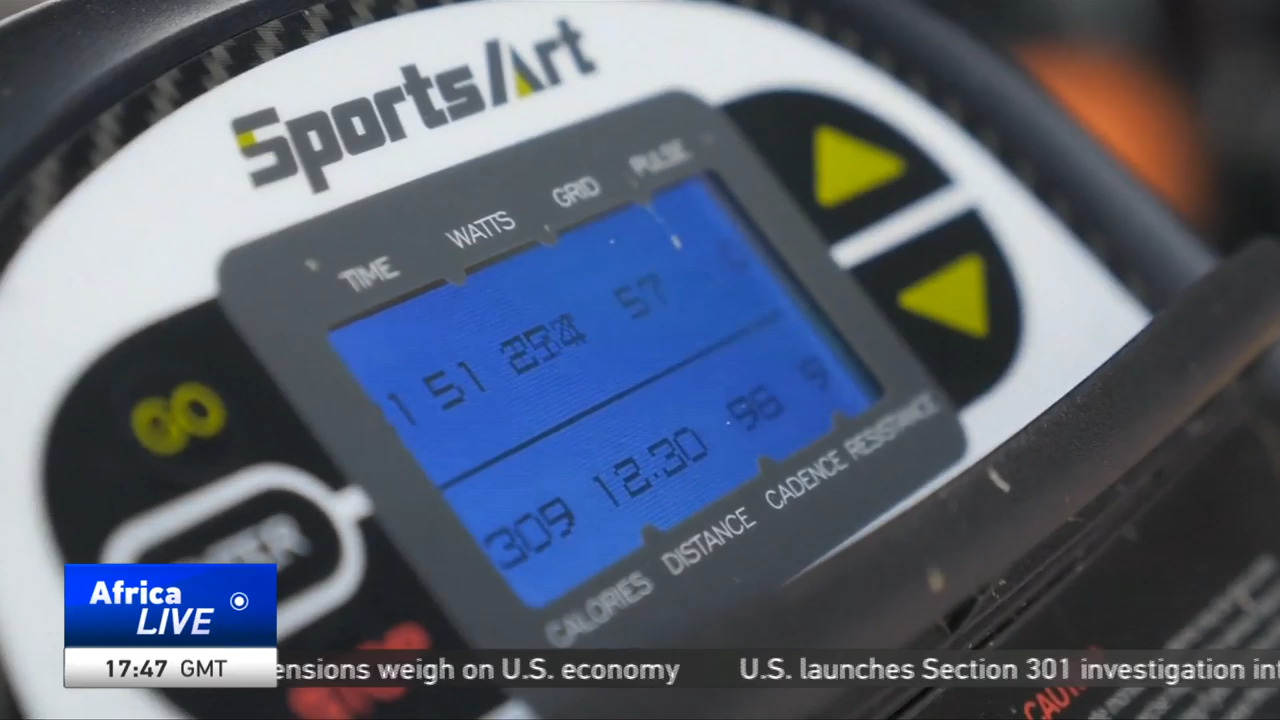 SportsArt
TIME WATTS GRID PULSE
1 51 57
309 12.30 96 9
CALORIES DISTANCE CADENCE RESISTANCE
GO
STOP
Africa
LIVE
17:47 GMT
ensions weigh on U.S. economy U.S. launches Section 301 investigation int